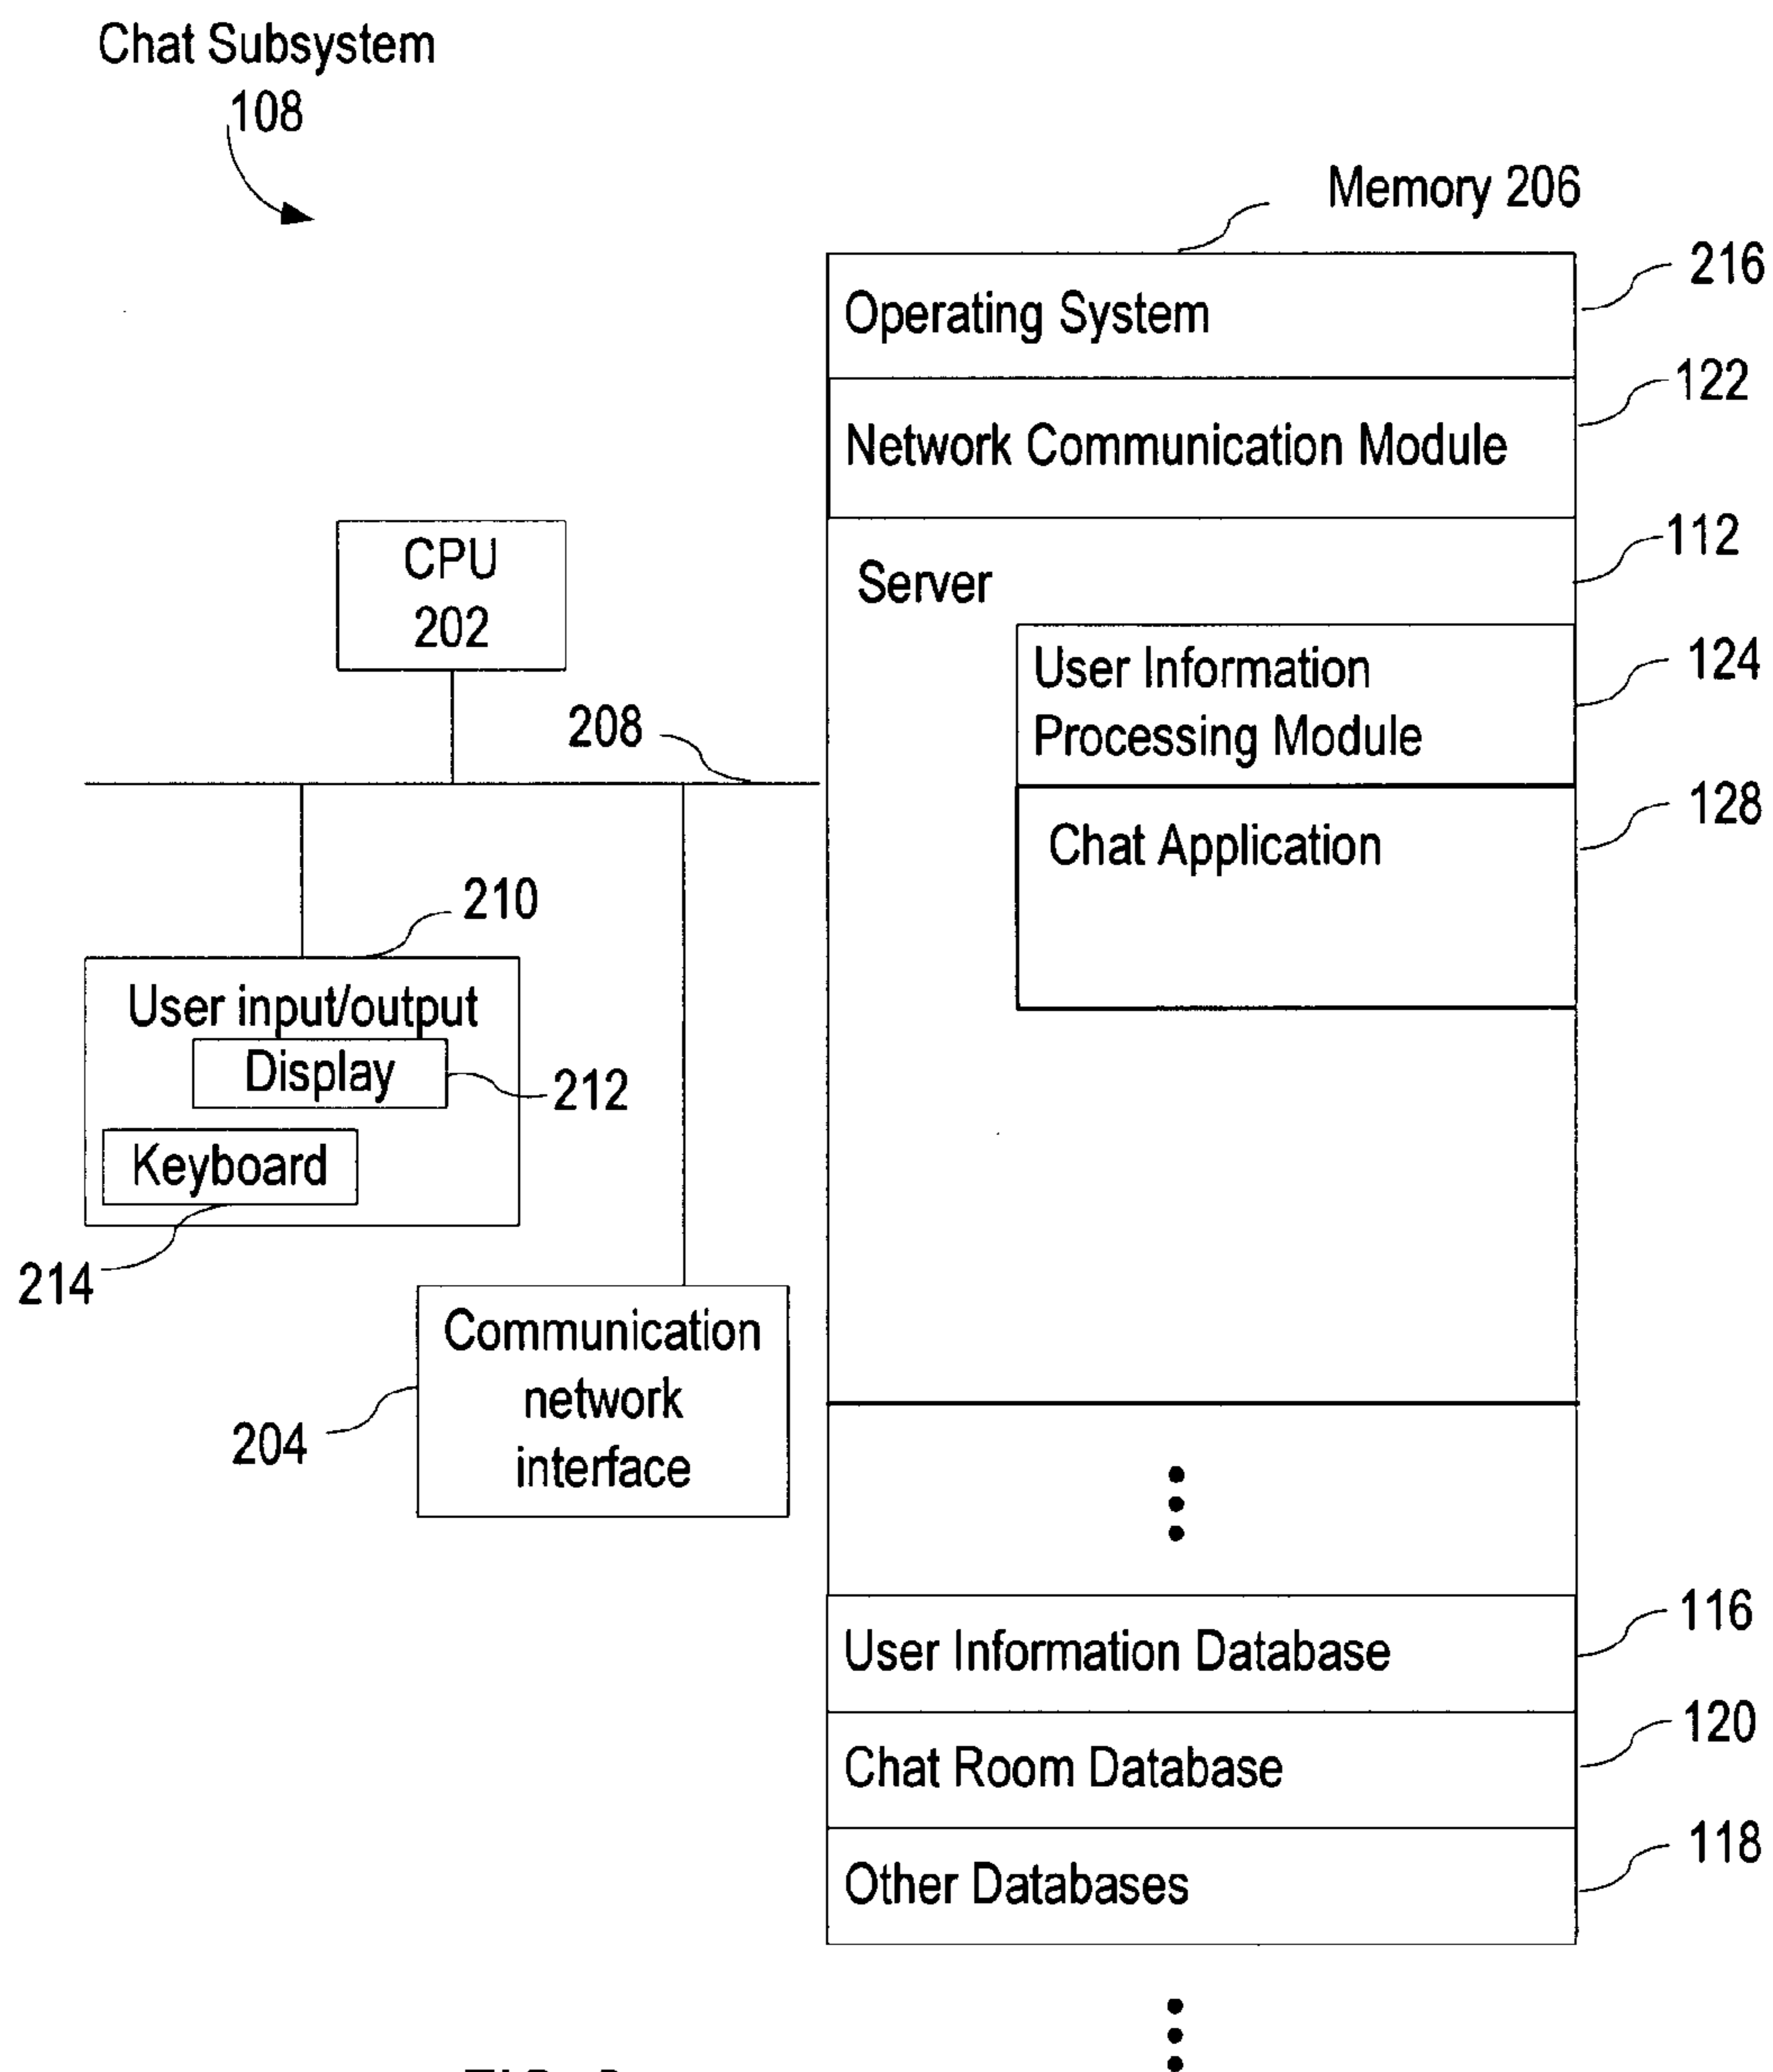 Chat Subsystem
108
Memory 206
216
Operating System
122
Network Communication Module
112
Server
CPU
202
124
User Information
Processing Module
208
128
Chat Application
210
User input/output
Display
212
Keyboard
214
Communication
network
interface
204
116
User Information Database
120
Chat Room Database
118
Other Databases